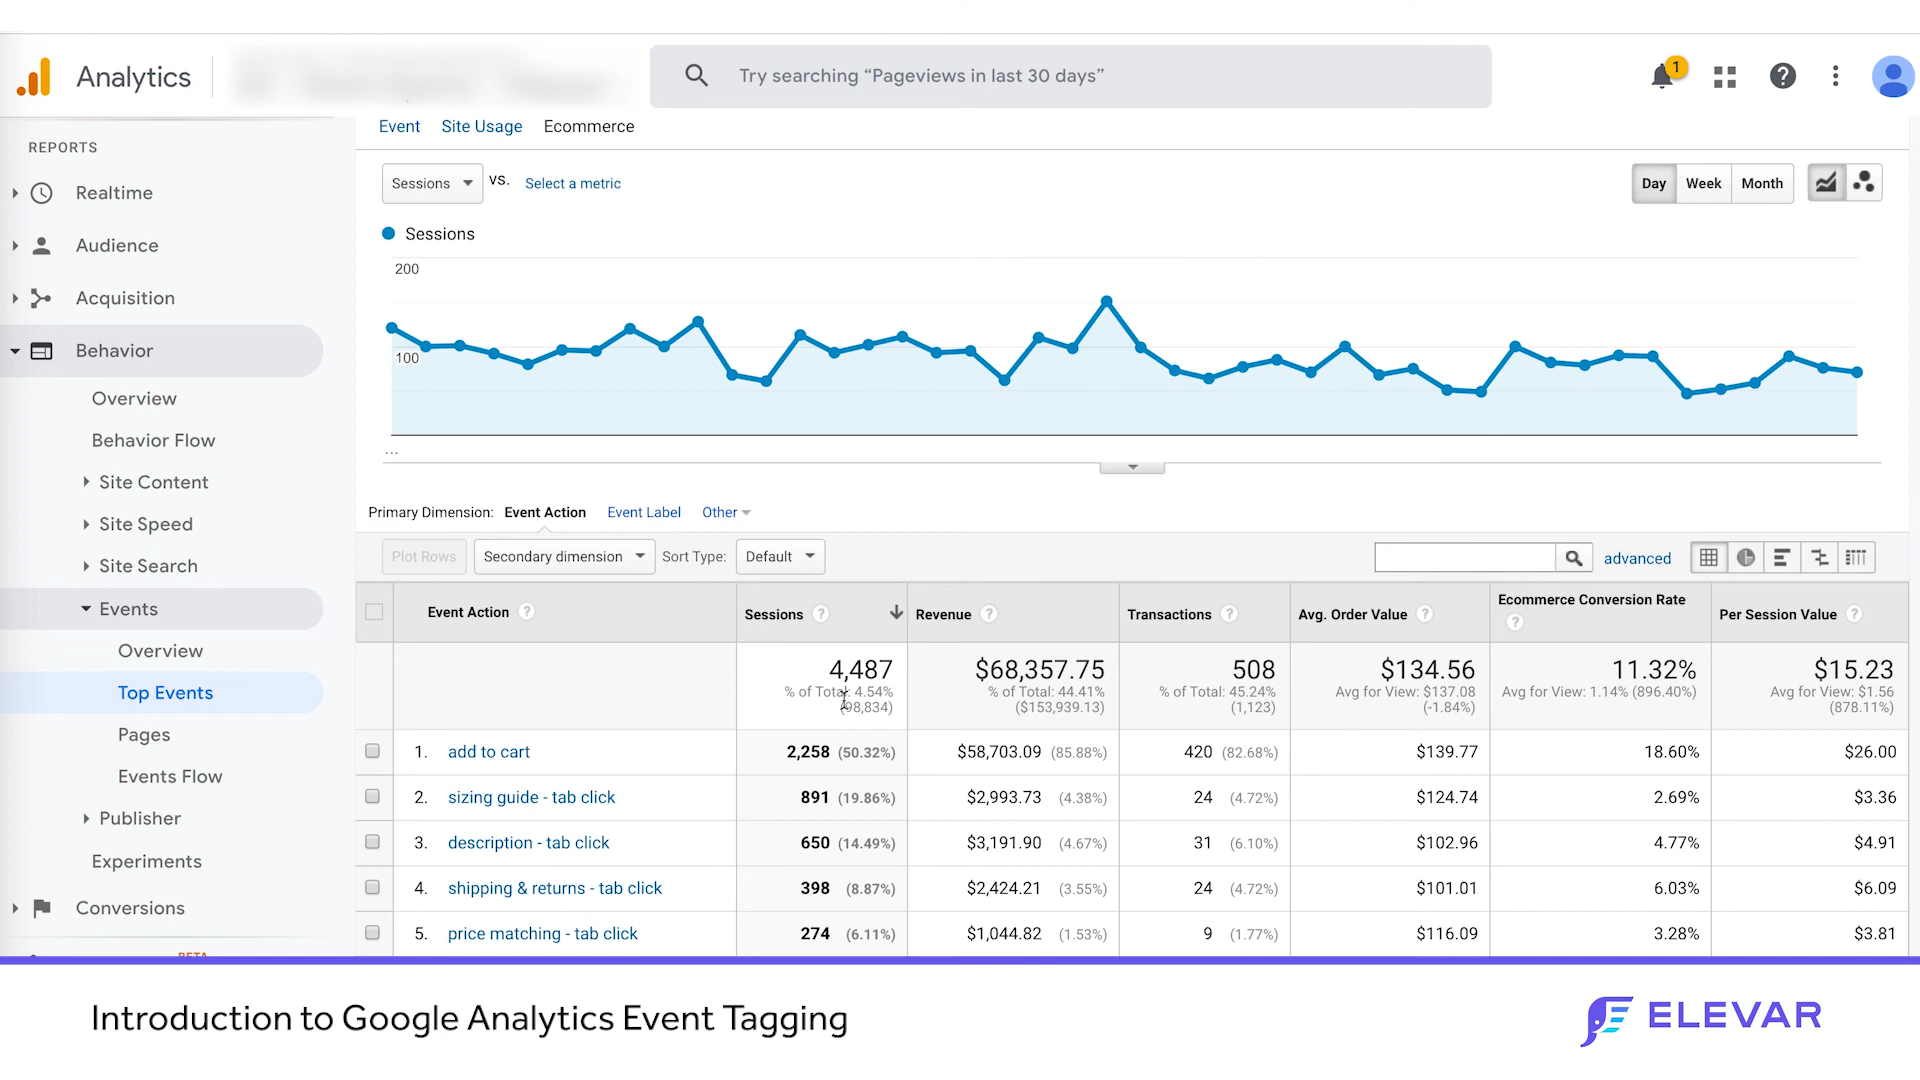 Analytics
Try searching “Pageviews in last 30 days”
1
REPORTS
Realtime
Audience
Acquisition
Behavior
Overview
Behavior Flow
Site Content
Site Speed
Site Search
Events
Overview
Top Events
Pages
Events Flow
Publisher
Experiments
Conversions
BETA
Event Site Usage Ecommerce
Sessions VS. Select a metric
Day Week Month
Sessions
200
100
...
Primary Dimension: Event Action Event Label Other
Plot Rows Secondary dimension Sort Type: Default advanced
Event Action ? Sessions ? Revenue ? Transactions ? Avg. Order Value ? Ecommerce Conversion Rate ? Per Session Value ?
4,487 $68,357.75 508 $134.56 11.32% $15.23
% of Total: 4.54% % of Total: 44.41% % of Total: 45.24% Avg for View: $137.08 Avg for View: 1.14% (896.40%) Avg for View: $1.56
(98,834) ($153,939.13) (1,123) (-1.84%) (878.11%)
1. add to cart 2,258 (50.32%) $58,703.09 (85.88%) 420 (82.68%) $139.77 18.60% $26.00
2. sizing guide - tab click 891 (19.86%) $2,993.73 (4.38%) 24 (4.72%) $124.74 2.69% $3.36
3. description - tab click 650 (14.49%) $3,191.90 (4.67%) 31 (6.10%) $102.96 4.77% $4.91
4. shipping & returns - tab click 398 (8.87%) $2,424.21 (3.55%) 24 (4.72%) $101.01 6.03% $6.09
5. price matching - tab click 274 (6.11%) $1,044.82 (1.53%) 9 (1.77%) $116.09 3.28% $3.81
Introduction to Google Analytics Event Tagging
ELEVAR